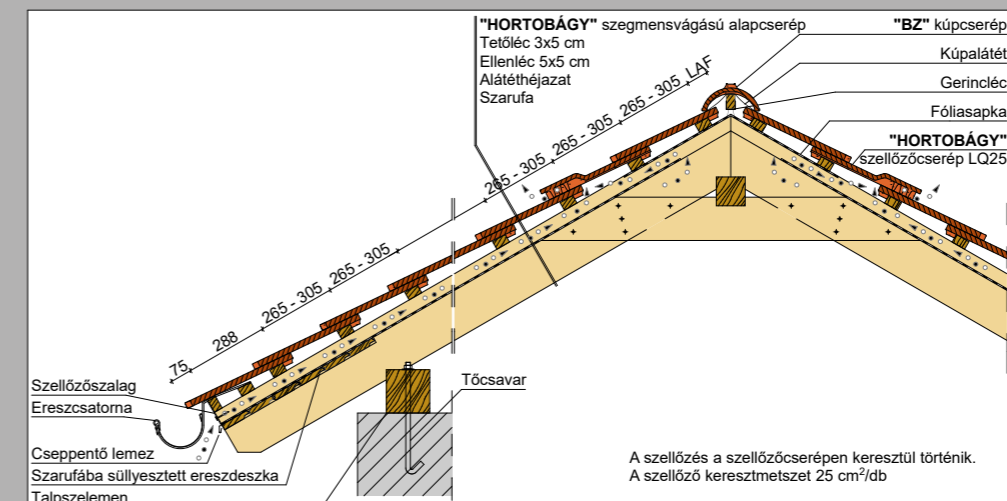 "HORTOBÁGY" szegmensvágású alapcserép
Tetőléc 3x5 cm
Ellenléc 5x5 cm
Alátéthéjazat
Szarufa
"BZ" kúpcserép
Kúpalátét
Gerincléc
Fóliasapka
"HORTOBÁGY"
szellőzőcserép LQ25
LAF
265 - 305
265 - 305
265 - 305
265 - 305
265 - 305
265 - 305
288
75
Szellőzőszalag
Ereszcsatorna
Cseppentő lemez
Szarufába süllyesztett ereszdeszka
Talpszelemen
Tőcsavar
A szellőzés a szellőzőcserépen keresztül történik.
A szellőző keresztmetszet 25 cm²/db